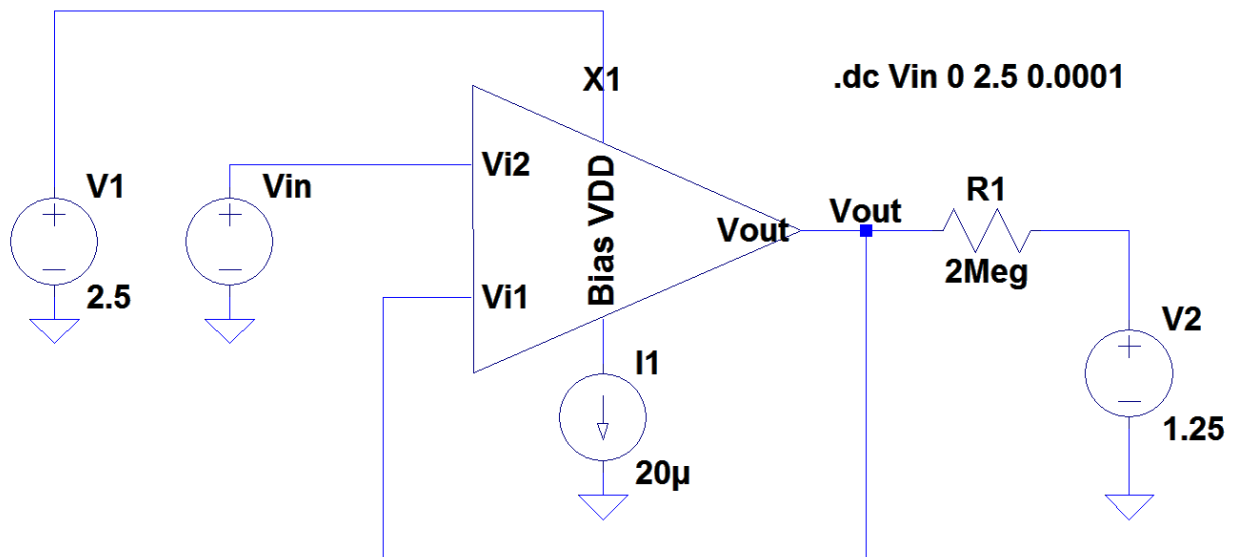 X1
.dc Vin 0 2.5 0.0001
V1
Vin
Vi2
Bias VDD
R1
Vout
Vout
2Meg
2.5
Vi1
V2
I1
1.25
20µ